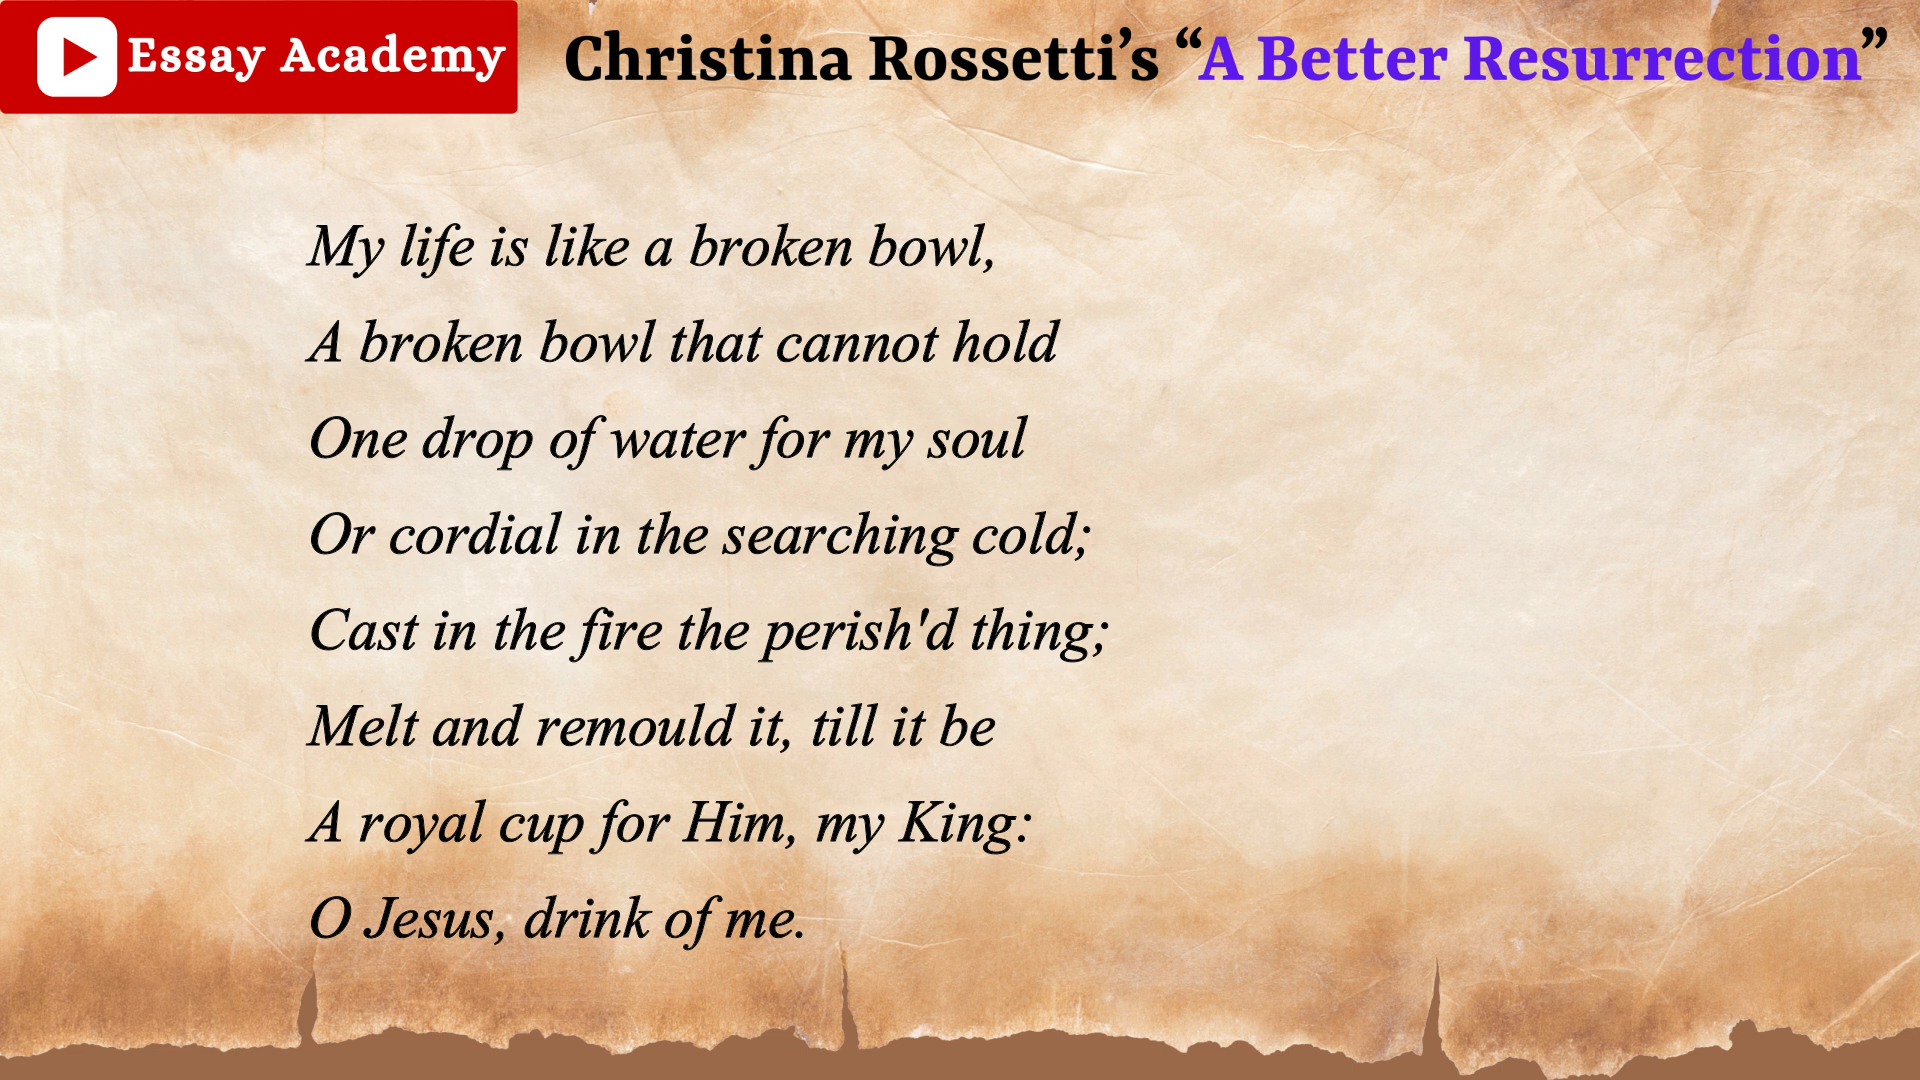 Essay Academy
Christina Rossetti’s “A Better Resurrection”
My life is like a broken bowl,
A broken bowl that cannot hold
One drop of water for my soul
Or cordial in the searching cold;
Cast in the fire the perish'd thing;
Melt and remould it, till it be
A royal cup for Him, my King:
O Jesus, drink of me.